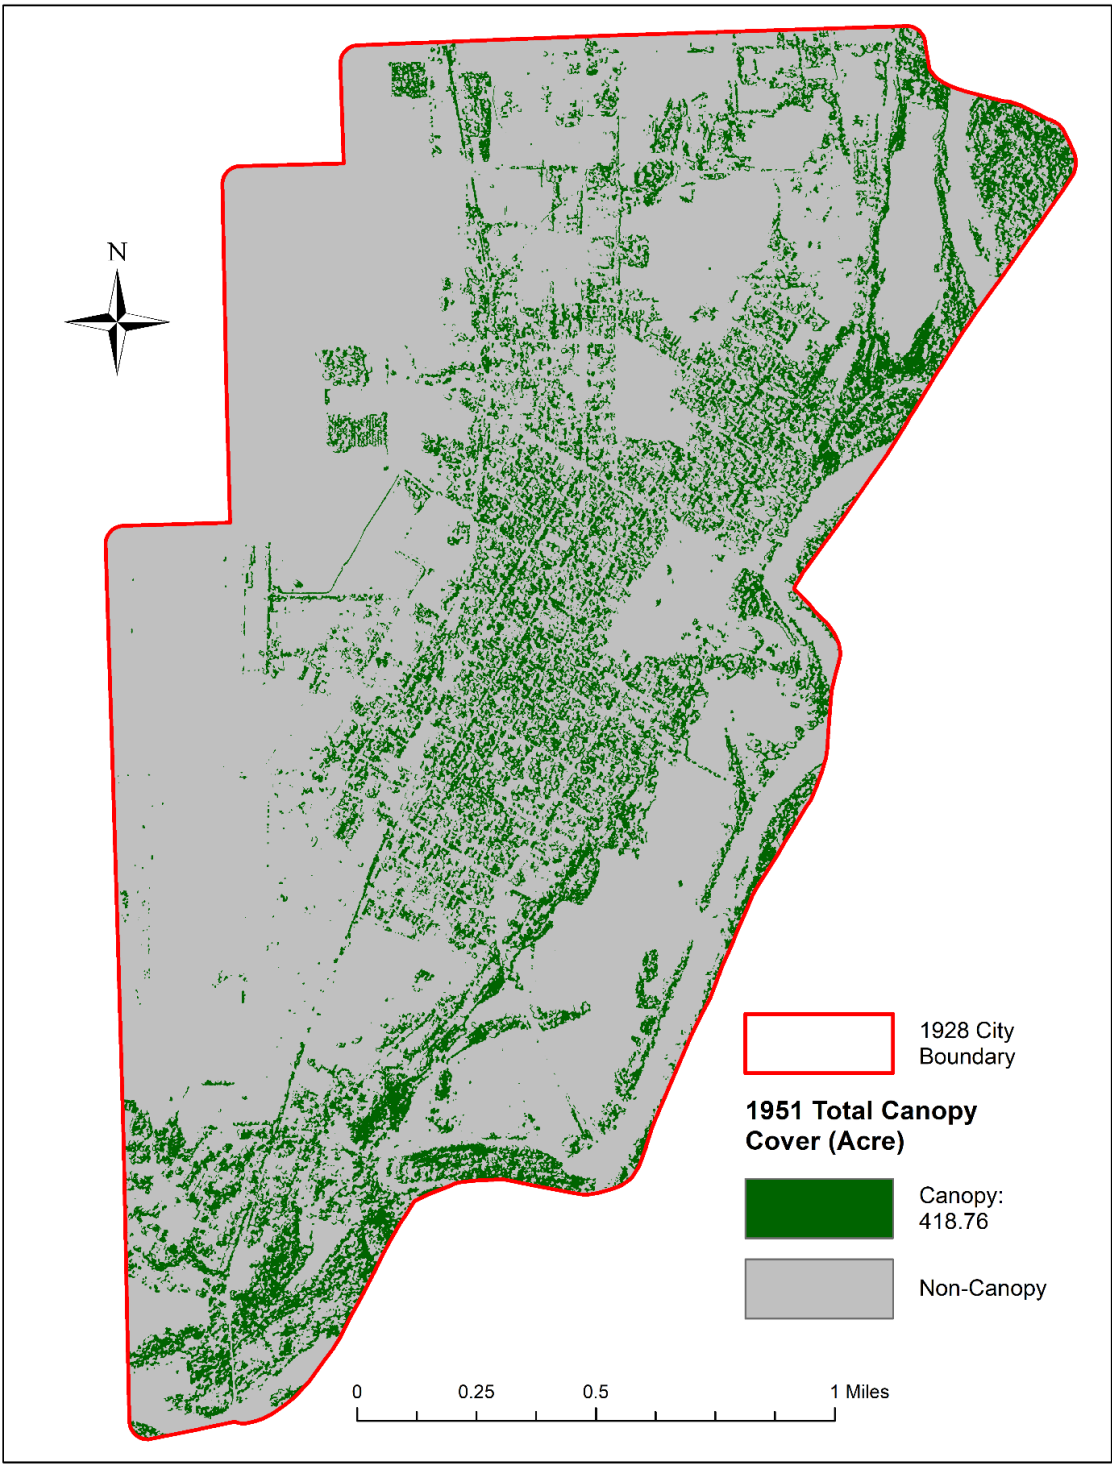 N
1928 City
Boundary
1951 Total Canopy
Cover (Acre)
Canopy:
418.76
Non-Canopy
0 0.25 0.5 1 Miles